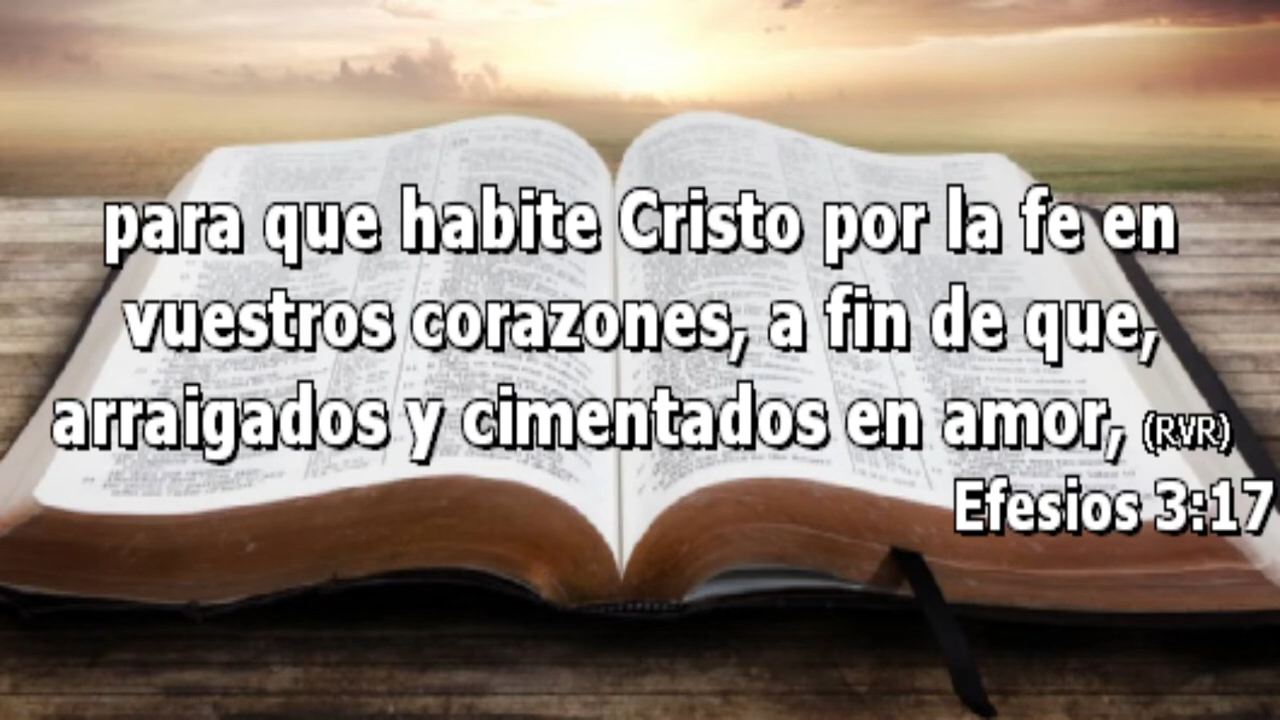 para que habite Cristo por la fe en
vuestros corazones, a fin de que,
arraigados y cimentados en amor, (RVR)
Efesios 3:17